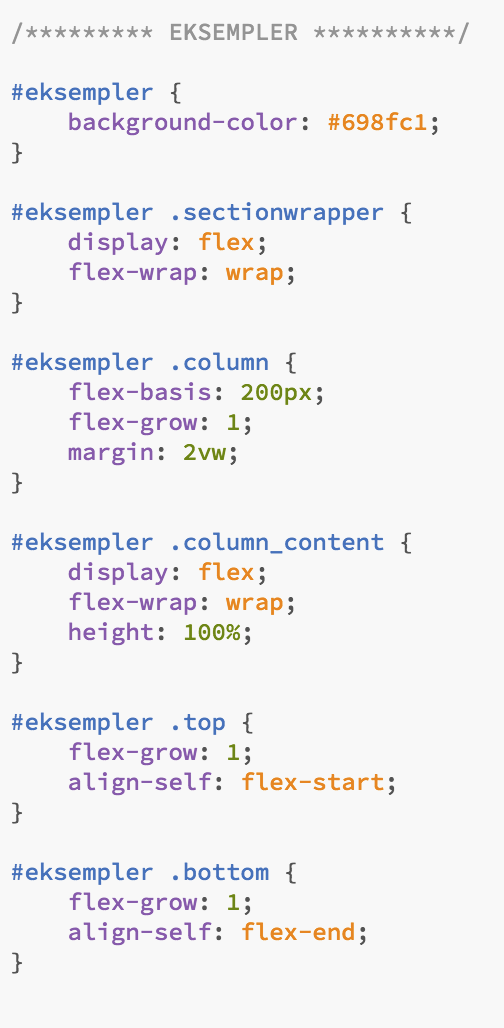 /********* EKSEMPLER **********/
#eksempler {
    background-color: #698fc1;
}
#eksempler .sectionwrapper {
    display: flex;
    flex-wrap: wrap;
}
#eksempler .column {
    flex-basis: 200px;
    flex-grow: 1;
    margin: 2vw;
}
#eksempler .column_content {
    display: flex;
    flex-wrap: wrap;
    height: 100%;
}
#eksempler .top {
    flex-grow: 1;
    align-self: flex-start;
}
#eksempler .bottom {
    flex-grow: 1;
    align-self: flex-end;
}